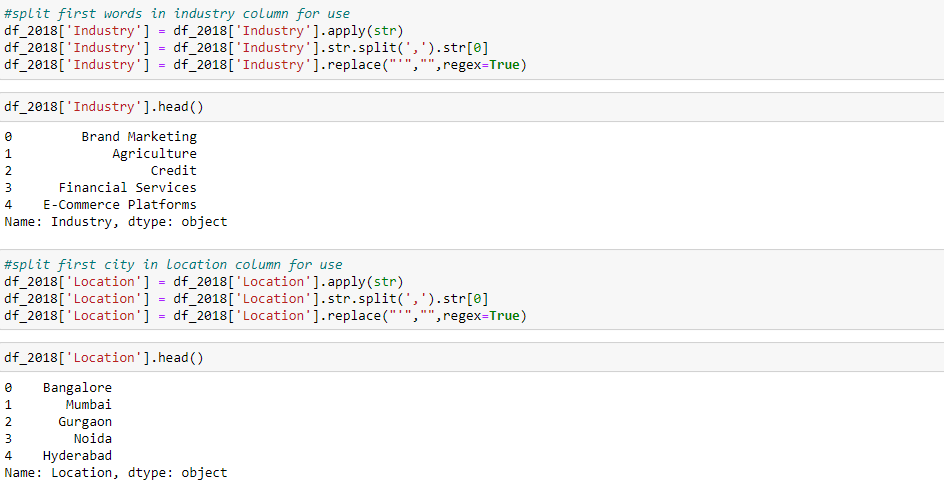 #split first words in industry column for use
df_2018['Industry'] = df_2018['Industry'].apply(str)
df_2018['Industry'] = df_2018['Industry'].str.split(',').str[0]
df_2018['Industry'] = df_2018['Industry'].replace("'","",regex=True)
df_2018['Industry'].head()
0         Brand Marketing
1             Agriculture
2                  Credit
3      Financial Services
4    E-Commerce Platforms
Name: Industry, dtype: object
#split first city in location column for use
df_2018['Location'] = df_2018['Location'].apply(str)
df_2018['Location'] = df_2018['Location'].str.split(',').str[0]
df_2018['Location'] = df_2018['Location'].replace("'","",regex=True)
df_2018['Location'].head()
0    Bangalore
1       Mumbai
2      Gurgaon
3        Noida
4    Hyderabad
Name: Location, dtype: object